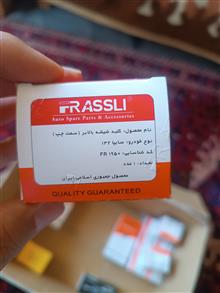 FRASSLI
Auto Spare Parts & Accessories
نام محصول: کلید شیشه بالابر (سمت چپ)
نوع خودرو: سایپا ۱۳۲
کد شناسایی: FR ۱۹۵۰
تعداد: ۱ عدد
محصول جمهوری اسلامی ایران
QUALITY GUARANTEED